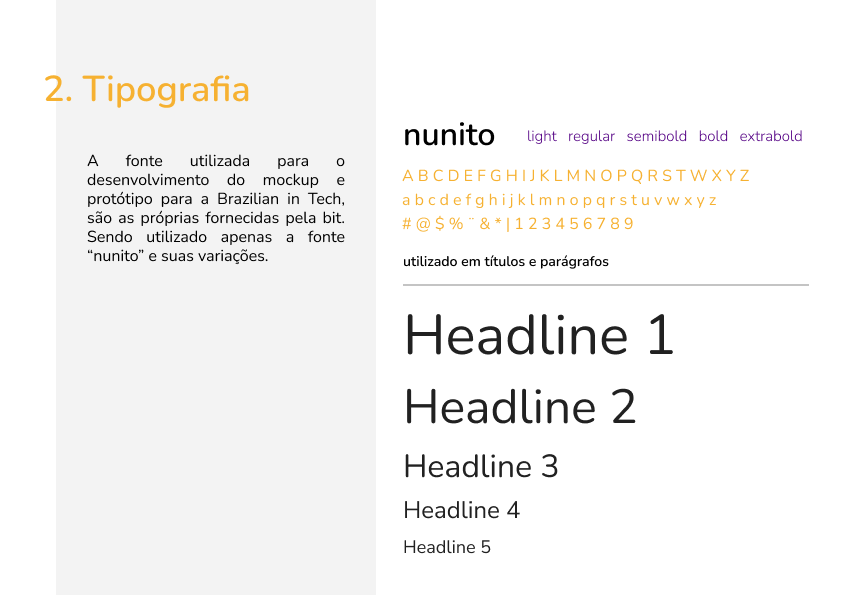 2. Tipografia
A fonte utilizada para o
desenvolvimento do mockup e
protótipo para a Brazilian in Tech,
são as próprias fornecidas pela bit.
Sendo utilizado apenas a fonte
“nunito” e suas variações.
nunito light regular semibold bold extrabold
A B C D E F G H I J K L M N O P Q R S T W X Y Z
a b c d e f g h i j k l m n o p q r s t u v w x y z
# @ $ % ¨ & * | 1 2 3 4 5 6 7 8 9
utilizado em títulos e parágrafos
Headline 1
Headline 2
Headline 3
Headline 4
Headline 5